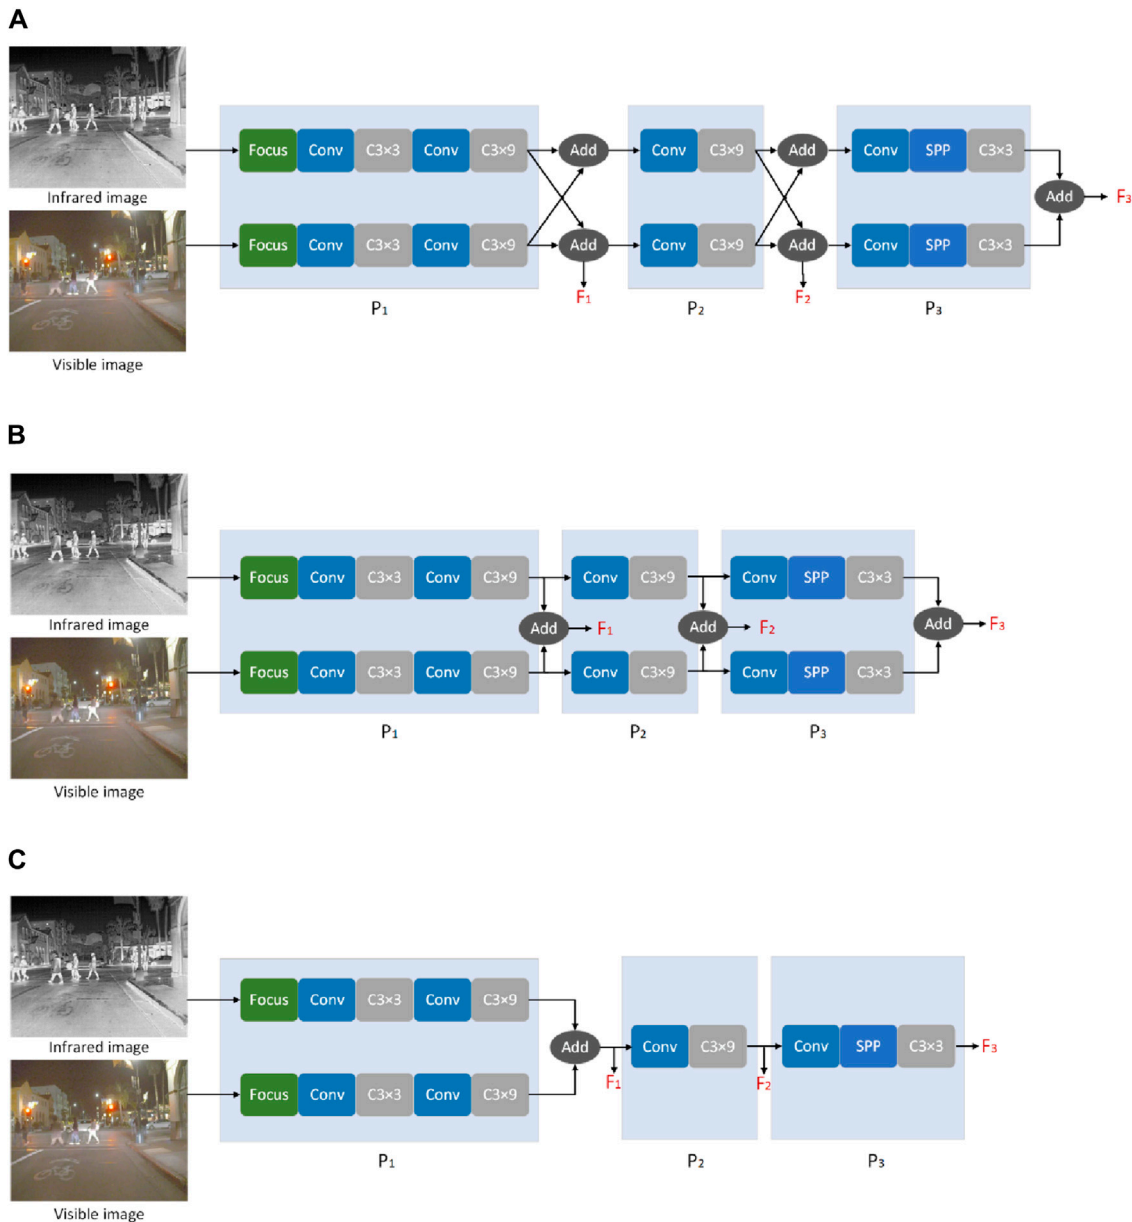 A
Focus Conv C3×3 Conv C3×9 Add Conv C3×9 Add Conv SPP C3×3
Infrared image
Add F3
Focus Conv C3×3 Conv C3×9 Add Conv C3×9 Add Conv SPP C3×3
F1 F2
P1 P2 P3
Visible image
B
Focus Conv C3×3 Conv C3×9 Conv C3×9 Conv SPP C3×3
Infrared image
Add F1 Add F2 Add F3
Focus Conv C3×3 Conv C3×9 Conv C3×9 Conv SPP C3×3
P1 P2 P3
Visible image
C
Focus Conv C3×3 Conv C3×9
Infrared image
Add Conv C3×9 Conv SPP C3×3 F3
F1 F2
Focus Conv C3×3 Conv C3×9
P1 P2 P3
Visible image